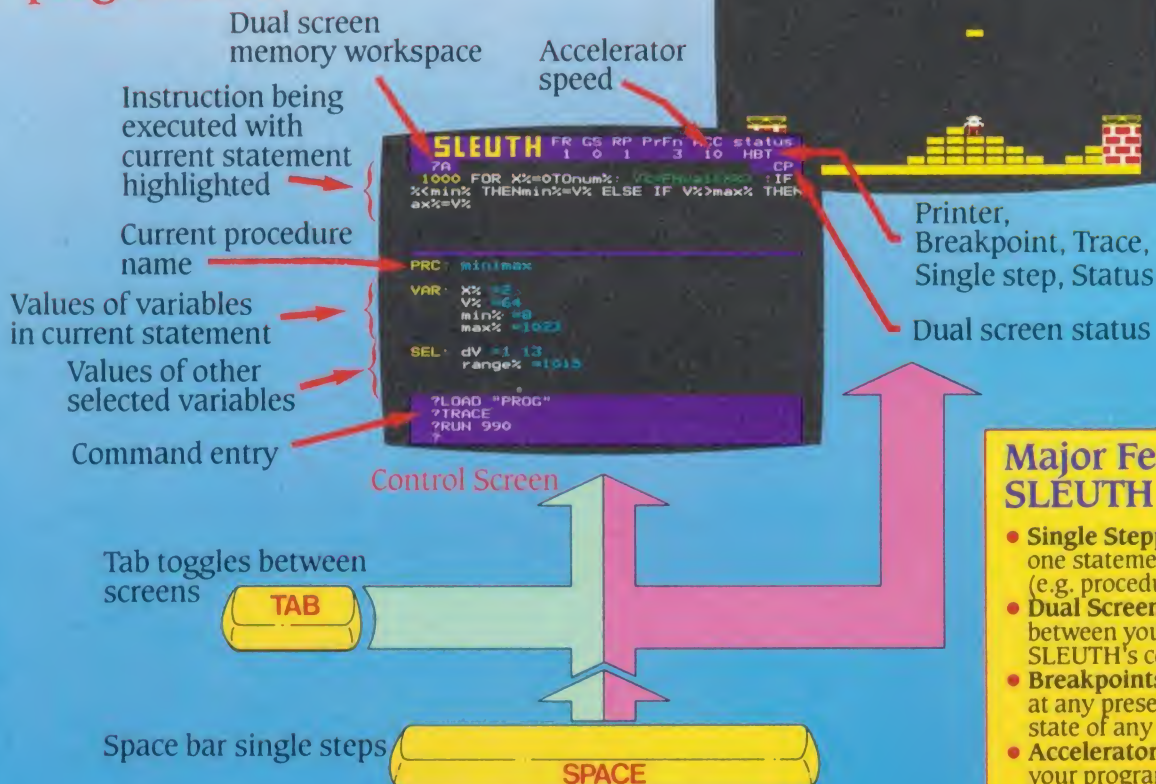 Dual screen
memory workspace
Accelerator
speed
Instruction being
executed with
current statement
highlighted
Current procedure
name
Values of variables
in current statement
Values of other
selected variables
Command entry
SLEUTH FR GS RP PrFn ACC status
1 0 1 3 10 HBT
7A CP
1000 FOR X%=0TOnum%: :IF
%<min% THENmin%=V% ELSE IF V%>max% THEN
ax%=V%
PRC: minimax
VAR: X% =2
V% =64
min% =8
max% =1023
SEL: dV =1.13
range% =1015
?LOAD "PROG"
?TRACE
?RUN 990
?
Printer,
Breakpoint, Trace,
Single step, Status
Dual screen status
Control Screen
Tab toggles between
screens
TAB
Space bar single steps
SPACE
Major Fe
SLEUTH
• Single Stepp
one stateme
(e.g. procedu
• Dual Screen
between you
SLEUTH's c
• Breakpoints
at any prese
state of any
• Accelerator
your program